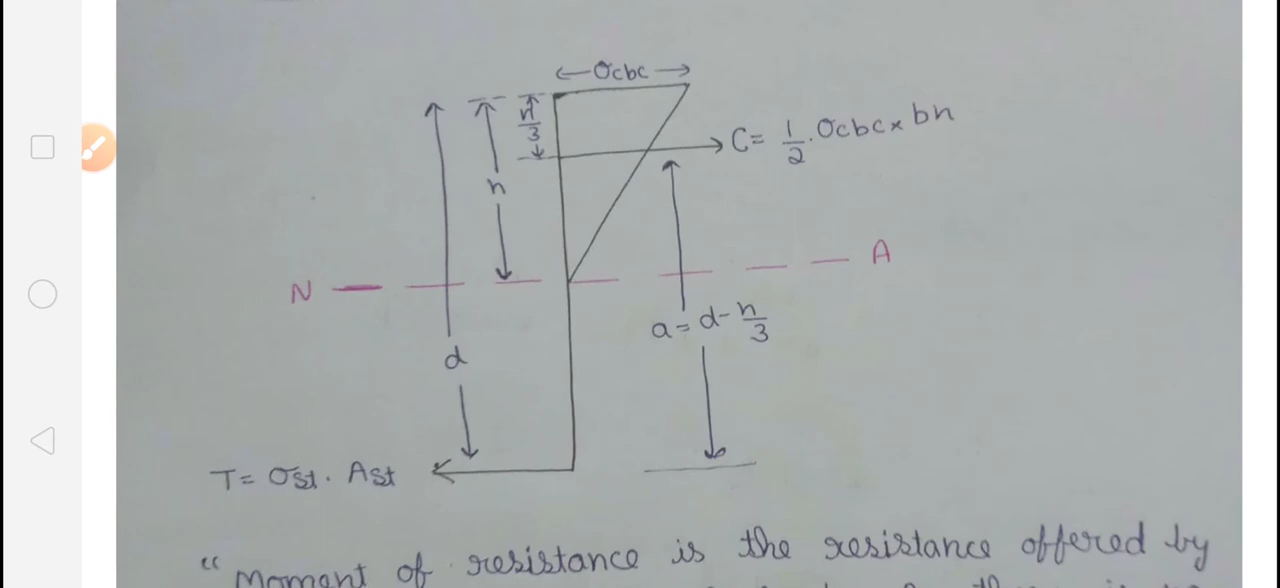 ← σcbc →
n/3
C = 1/2 . σcbc × bn
n
N A
a = d - n/3
d
T = σst . Ast
"Moment of resistance is the resistance offered by